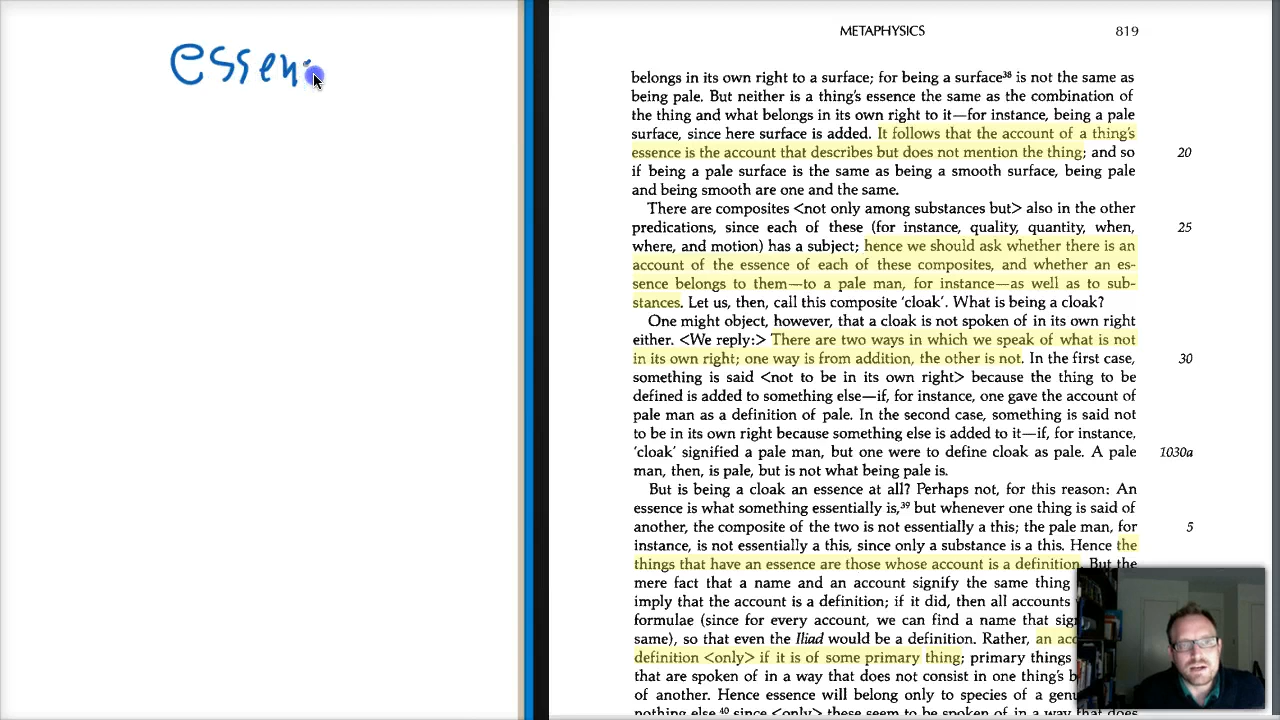 essen
METAPHYSICS 819
belongs in its own right to a surface; for being a surface³⁸ is not the same as
being pale. But neither is a thing's essence the same as the combination of
the thing and what belongs in its own right to it—for instance, being a pale
surface, since here surface is added. It follows that the account of a thing's
essence is the account that describes but does not mention the thing; and so 20
if being a pale surface is the same as being a smooth surface, being pale
and being smooth are one and the same.
There are composites <not only among substances but> also in the other
predications, since each of these (for instance, quality, quantity, when, 25
where, and motion) has a subject; hence we should ask whether there is an
account of the essence of each of these composites, and whether an es-
sence belongs to them—to a pale man, for instance—as well as to sub-
stances. Let us, then, call this composite 'cloak'. What is being a cloak?
One might object, however, that a cloak is not spoken of in its own right
either. <We reply:> There are two ways in which we speak of what is not
in its own right; one way is from addition, the other is not. In the first case, 30
something is said <not to be in its own right> because the thing to be
defined is added to something else—if, for instance, one gave the account of
pale man as a definition of pale. In the second case, something is said not
to be in its own right because something else is added to it—if, for instance,
'cloak' signified a pale man, but one were to define cloak as pale. A pale 1030a
man, then, is pale, but is not what being pale is.
But is being a cloak an essence at all? Perhaps not, for this reason: An
essence is what something essentially is,³⁹ but whenever one thing is said of
another, the composite of the two is not essentially a this; the pale man, for 5
instance, is not essentially a this, since only a substance is a this. Hence the
things that have an essence are those whose account is a definition. But the
mere fact that a name and an account signify the same thing
imply that the account is a definition; if it did, then all accounts
formulae (since for every account, we can find a name that sig
same), so that even the Iliad would be a definition. Rather, an acc
definition <only> if it is of some primary thing; primary things
that are spoken of in a way that does not consist in one thing's b
of another. Hence essence will belong only to species of a genu
nothing else⁴⁰ since <only> these seem to be spoken of in a way that does